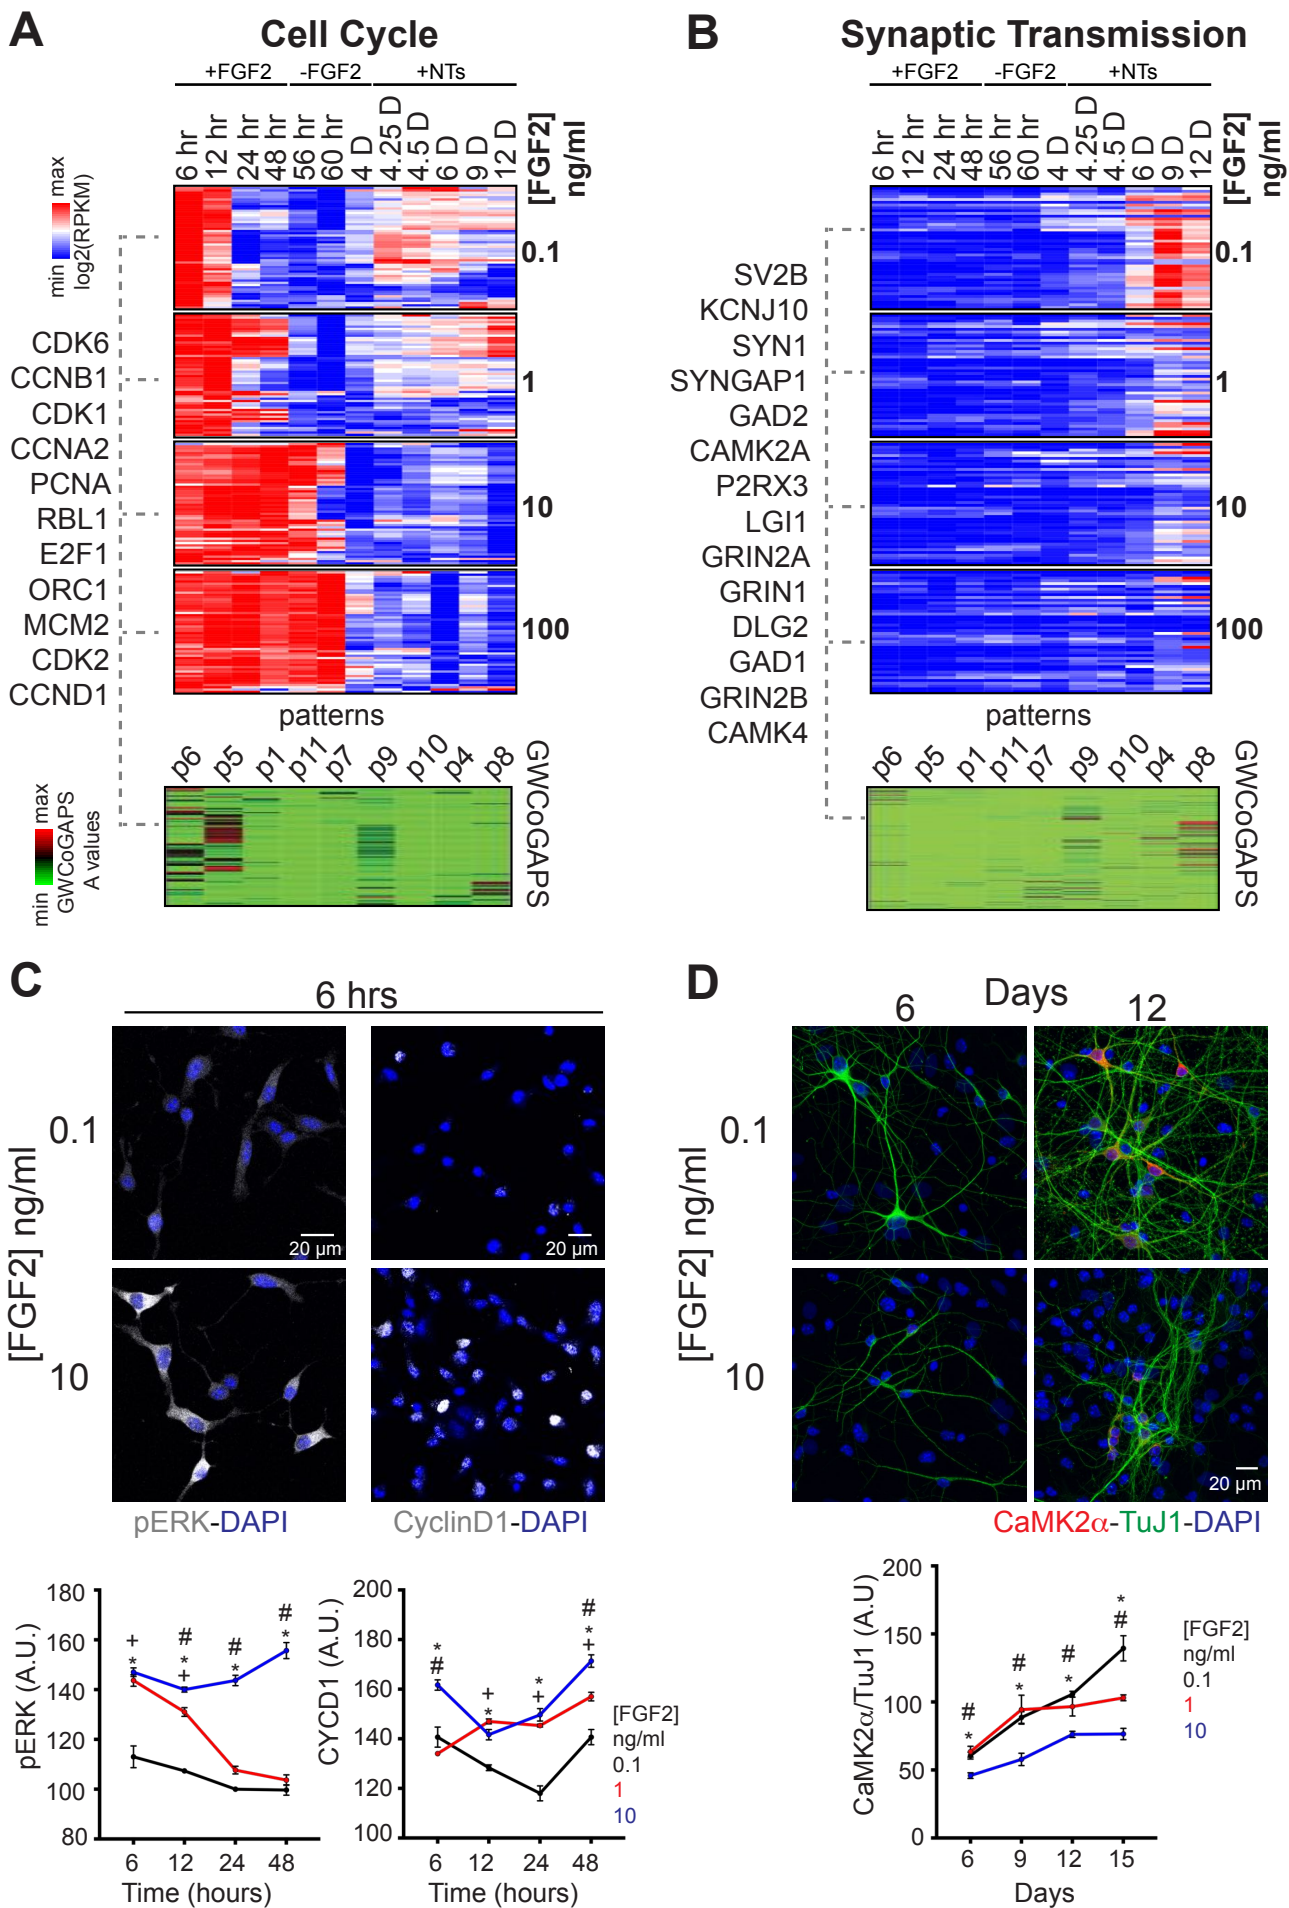 A
Cell Cycle
+FGF2 -FGF2 +NTs
6 hr
12 hr
24 hr
48 hr
56 hr
60 hr
4 D
4.25 D
4.5 D
6 D
9 D
12 D
[FGF2]
ng/ml
min max
log2(RPKM)
0.1
1
10
100
CDK6
CCNB1
CDK1
CCNA2
PCNA
RBL1
E2F1
ORC1
MCM2
CDK2
CCND1
patterns
p6 p5 p1 p11 p7 p9 p10 p4 p8
GWCoGAPS
min max
GWCoGAPS
A values
B
Synaptic Transmission
+FGF2 -FGF2 +NTs
6 hr
12 hr
24 hr
48 hr
56 hr
60 hr
4 D
4.25 D
4.5 D
6 D
9 D
12 D
[FGF2]
ng/ml
0.1
1
10
100
SV2B
KCNJ10
SYN1
SYNGAP1
GAD2
CAMK2A
P2RX3
LGI1
GRIN2A
GRIN1
DLG2
GAD1
GRIN2B
CAMK4
patterns
p6 p5 p1 p11 p7 p9 p10 p4 p8
GWCoGAPS
C
6 hrs
[FGF2] ng/ml
0.1
10
20 µm
20 µm
pERK-DAPI
CyclinD1-DAPI
pERK (A.U.)
180
160
140
120
100
80
+
*
#
*
+
#
*
#
*
6 12 24 48
Time (hours)
CYCD1 (A.U.)
200
180
160
140
120
100
*
#
+
*
*
+
#
*
+
6 12 24 48
Time (hours)
[FGF2]
ng/ml
0.1
1
10
D
Days
6 12
[FGF2] ng/ml
0.1
10
20 µm
CaMK2α-TuJ1-DAPI
CaMK2α/TuJ1 (A.U)
200
150
100
50
0
#
*
#
*
#
*
*
#
6 9 12 15
Days
[FGF2]
ng/ml
0.1
1
10